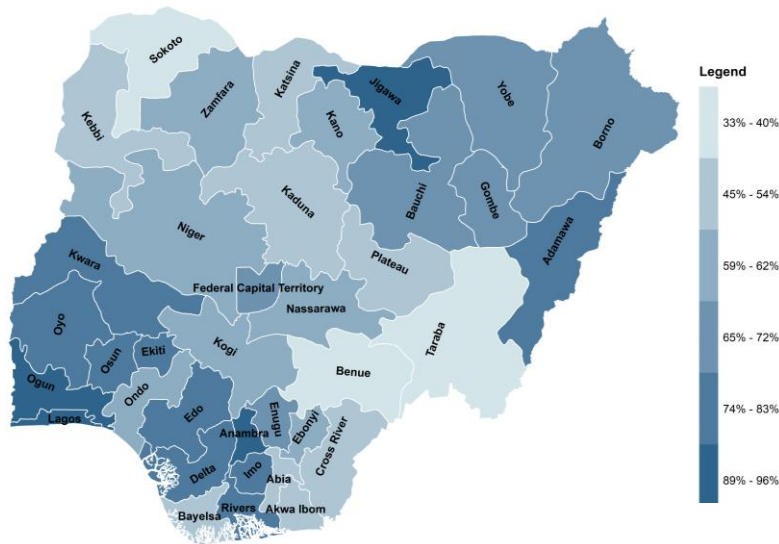 Sokoto
Katsina
Jigawa
Yobe
Borno
Kebbi
Zamfara
Kano
Bauchi
Gombe
Kaduna
Niger
Adamawa
Plateau
Kwara
Federal Capital Territory
Nassarawa
Oyo
Taraba
Osun
Ekiti
Kogi
Benue
Ogun
Ondo
Lagos
Edo
Anambra
Enugu
Ebonyi
Cross River
Delta
Imo
Abia
Bayelsa
Rivers
Akwa Ibom
Legend
33% - 40%
45% - 54%
59% - 62%
65% - 72%
74% - 83%
89% - 96%